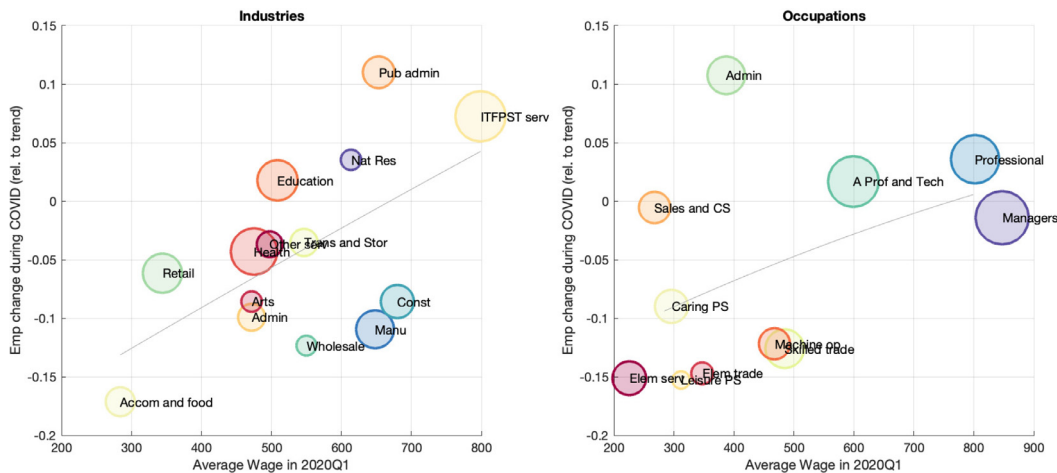 Industries
Emp change during COVID (rel. to trend)
0.15
0.1
0.05
0
-0.05
-0.1
-0.15
-0.2
Pub admin
ITFPST serv
Nat Res
Education
Other serv
Trans and Stor
Health
Retail
Arts
Admin
Const
Manu
Wholesale
Accom and food
200 300 400 500 600 700 800
Average Wage in 2020Q1
Occupations
Emp change during COVID (rel. to trend)
0.15
0.1
0.05
0
-0.05
-0.1
-0.15
-0.2
Admin
Professional
A Prof and Tech
Sales and CS
Managers
Caring PS
Machine op
Skilled trade
Elem trade
Elem serv
Leisure PS
200 300 400 500 600 700 800 900
Average Wage in 2020Q1